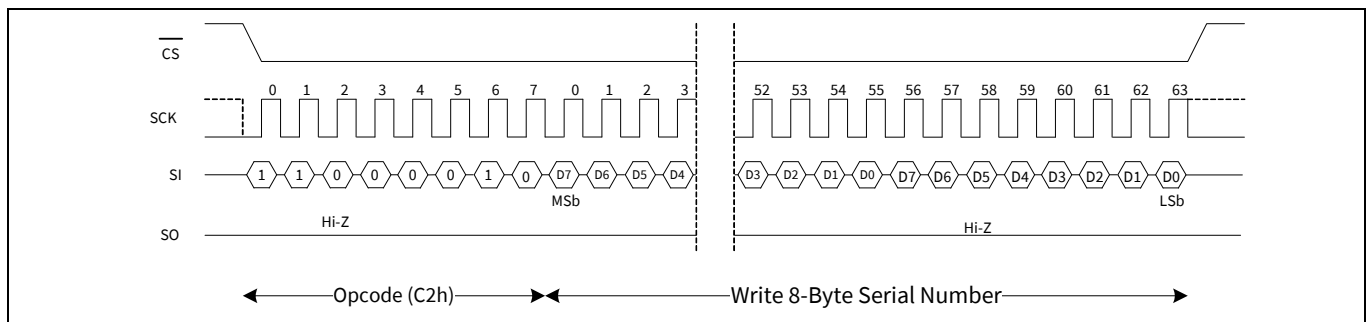 CS
0 1 2 3 4 5 6 7 0 1 2 3 52 53 54 55 56 57 58 59 60 61 62 63
SCK
SI 1 1 0 0 0 0 1 0 D7 D6 D5 D4 D3 D2 D1 D0 D7 D6 D5 D4 D3 D2 D1 D0
MSb LSb
Hi-Z Hi-Z
SO
Opcode (C2h) Write 8-Byte Serial Number